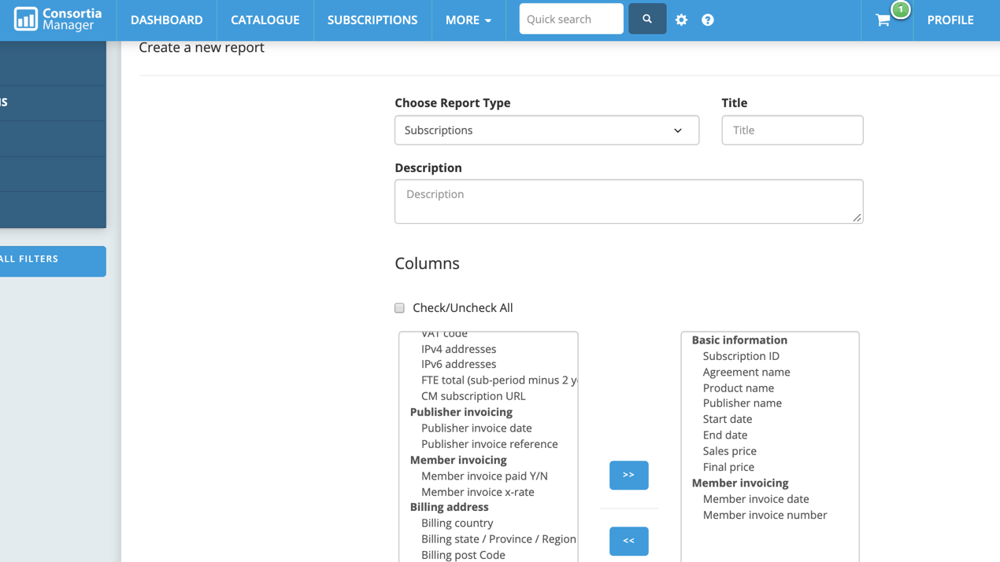 Consortia
Manager
DASHBOARD
CATALOGUE
SUBSCRIPTIONS
MORE
Quick search
1
PROFILE
Create a new report
ALL FILTERS
Choose Report Type
Title
Subscriptions
Title
Description
Description
Columns
Check/Uncheck All
VAT code
IPv4 addresses
IPv6 addresses
FTE total (sub-period minus 2 y
CM subscription URL
Publisher invoicing
Publisher invoice date
Publisher invoice reference
Member invoicing
Member invoice paid Y/N
Member invoice x-rate
Billing address
Billing country
Billing state / Province / Region
Billing post Code
>>
<<
Basic information
Subscription ID
Agreement name
Product name
Publisher name
Start date
End date
Sales price
Final price
Member invoicing
Member invoice date
Member invoice number